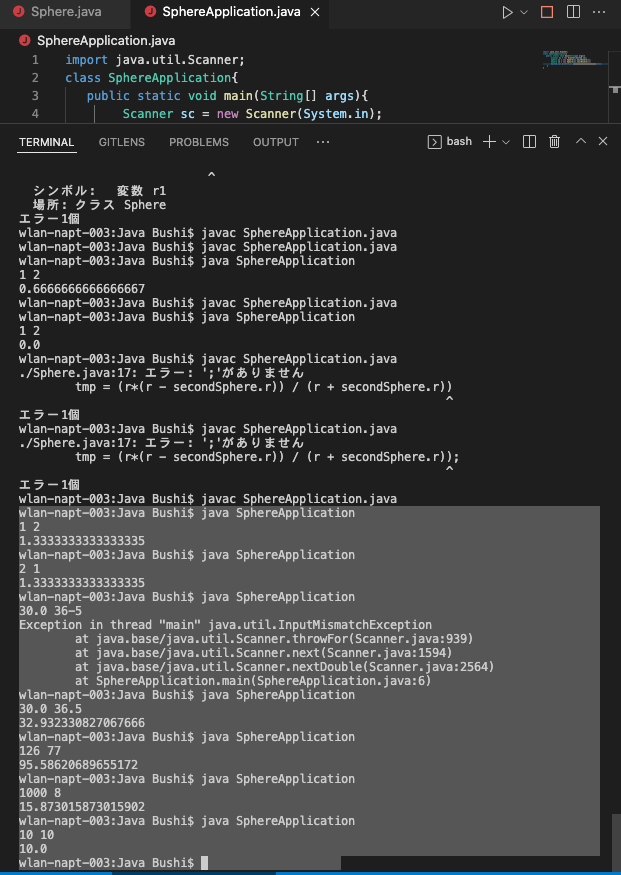 Sphere.java SphereApplication.java
SphereApplication.java
1 import java.util.Scanner;
2 class SphereApplication{
3 public static void main(String[] args){
4 Scanner sc = new Scanner(System.in);
TERMINAL GITLENS PROBLEMS OUTPUT ... bash
^
シンボル: 変数 r1
場所: クラス Sphere
エラー1個
wlan-napt-003:Java Bushi$ javac SphereApplication.java
wlan-napt-003:Java Bushi$ javac SphereApplication.java
wlan-napt-003:Java Bushi$ java SphereApplication
1 2
0.6666666666666667
wlan-napt-003:Java Bushi$ javac SphereApplication.java
wlan-napt-003:Java Bushi$ java SphereApplication
1 2
0.0
wlan-napt-003:Java Bushi$ javac SphereApplication.java
./Sphere.java:17: エラー: ';'がありません
tmp = (r*(r - secondSphere.r)) / (r + secondSphere.r))
^
エラー1個
wlan-napt-003:Java Bushi$ javac SphereApplication.java
./Sphere.java:17: エラー: ';'がありません
tmp = (r*(r - secondSphere.r)) / (r + secondSphere.r));
^
エラー1個
wlan-napt-003:Java Bushi$ javac SphereApplication.java
wlan-napt-003:Java Bushi$ java SphereApplication
1 2
1.3333333333333335
wlan-napt-003:Java Bushi$ java SphereApplication
2 1
1.3333333333333335
wlan-napt-003:Java Bushi$ java SphereApplication
30.0 36-5
Exception in thread "main" java.util.InputMismatchException
at java.base/java.util.Scanner.throwFor(Scanner.java:939)
at java.base/java.util.Scanner.next(Scanner.java:1594)
at java.base/java.util.Scanner.nextDouble(Scanner.java:2564)
at SphereApplication.main(SphereApplication.java:6)
wlan-napt-003:Java Bushi$ java SphereApplication
30.0 36.5
32.932330827067666
wlan-napt-003:Java Bushi$ java SphereApplication
126 77
95.58620689655172
wlan-napt-003:Java Bushi$ java SphereApplication
1000 8
15.873015873015902
wlan-napt-003:Java Bushi$ java SphereApplication
10 10
10.0
wlan-napt-003:Java Bushi$